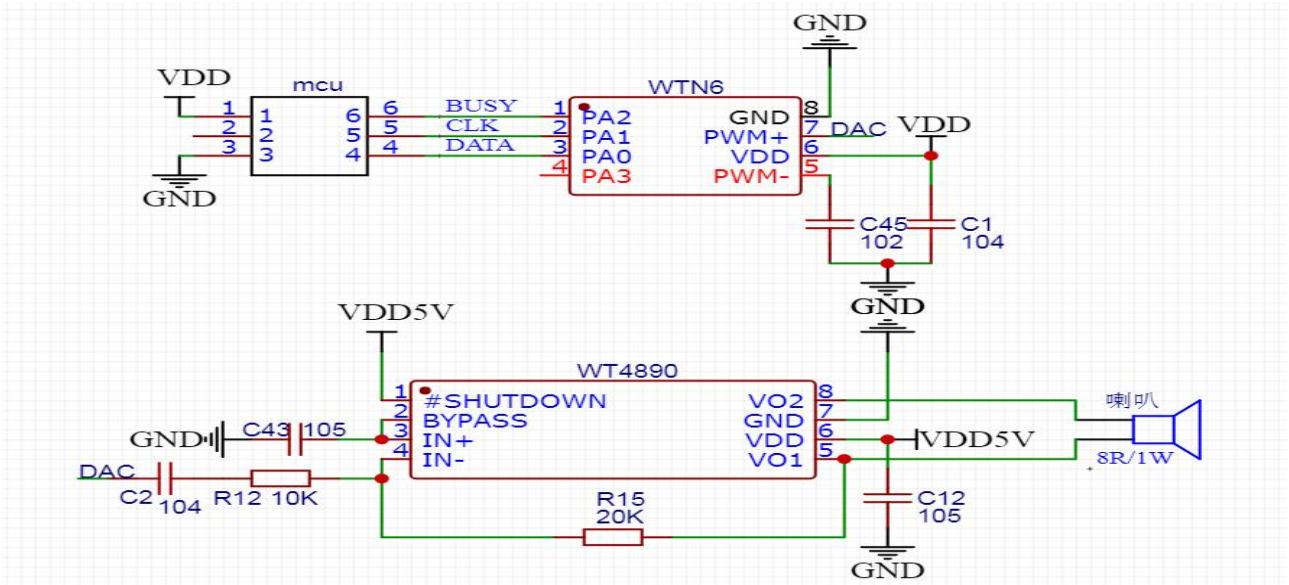 GND
VDD
mcu
WTN6
1 1 6 6 BUSY 1 PA2 GND 8
2 2 5 5 CLK 2 PA1 PWM+ 7 DAC VDD
3 3 4 4 DATA 3 PA0 VDD 6
4 PA3 PWM- 5
GND
C45
102
C1
104
GND
VDD5V
WT4890
1 #SHUTDOWN VO2 8
2 BYPASS GND 7
3 IN+ VDD 6
4 IN- VO1 5
喇叭
8R/1W
GND C43 105
VDD5V
DAC
C2
104
R12 10K
R15
20K
C12
105
GND